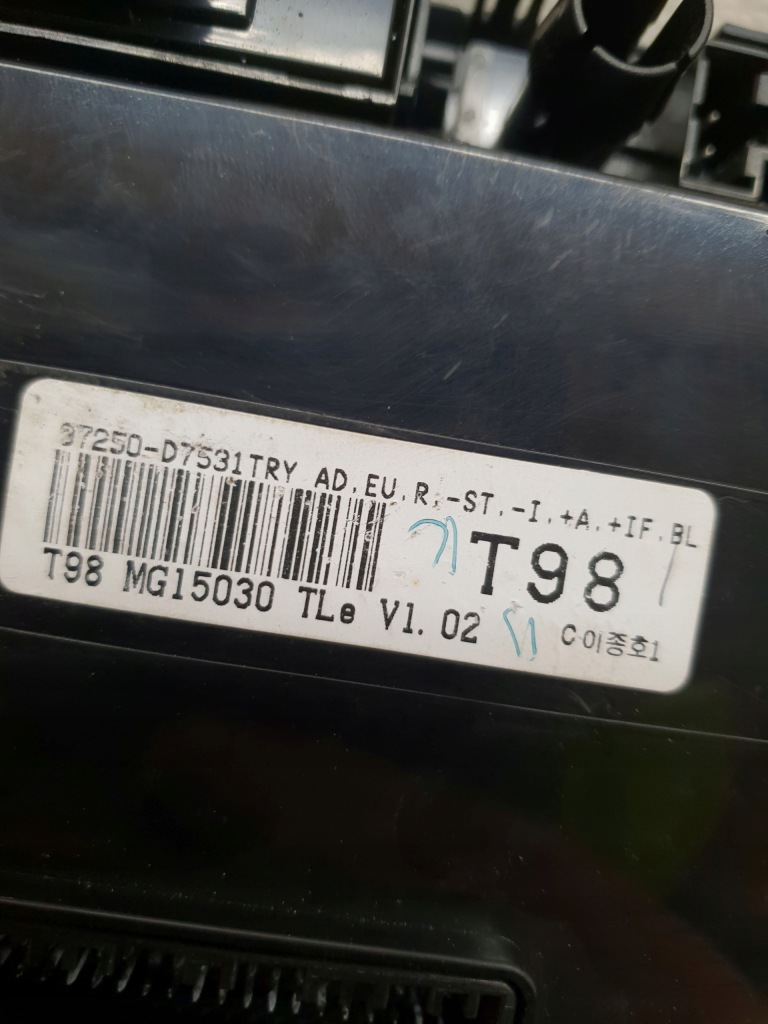 97250-D7531TRY AD,EU,R,-ST,-I,+A,+IF,BL
T98
T98 MG15030 TLe V1.02
C이종호1